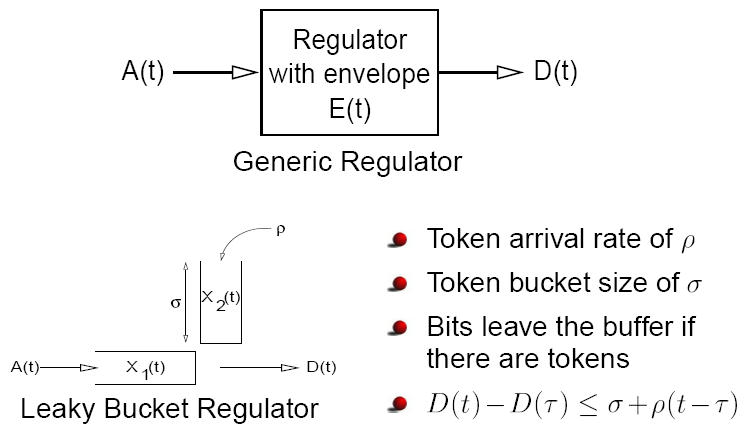 A(t)
Regulator
with envelope
E(t)
D(t)
Generic Regulator
ρ
σ
X₂(t)
A(t)
X₁(t)
D(t)
Leaky Bucket Regulator
Token arrival rate of ρ
Token bucket size of σ
Bits leave the buffer if
there are tokens
D(t) − D(τ) ≤ σ + ρ(t − τ)